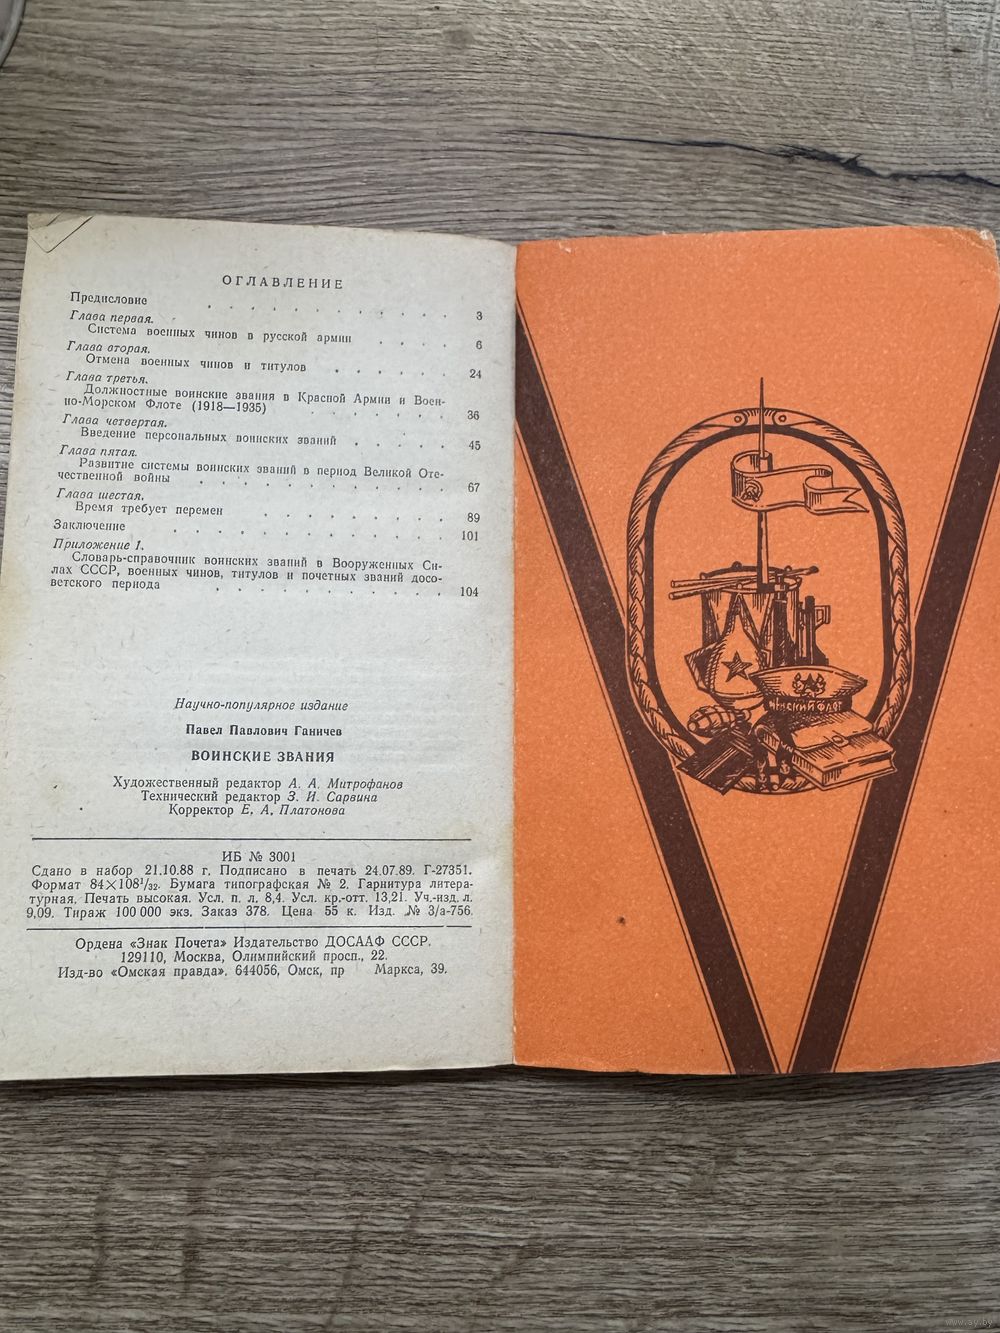 ОГЛАВЛЕНИЕ
Предисловие . . . . . . . . . . 3
Глава первая.
Система военных чинов в русской армии . . . . 6
Глава вторая.
Отмена военных чинов и титулов . . . . . . 24
Глава третья.
Должностные воинские звания в Красной Армии и Воен-
но-Морском Флоте (1918—1935) . . . . . . 36
Глава четвертая.
Введение персональных воинских званий . . . . . 45
Глава пятая.
Развитие системы воинских званий в период Великой Оте-
чественной войны . . . . . . . . . . 67
Глава шестая.
Время требует перемен . . . . . . . . 89
Заключение . . . . . . . . . . . 101
Приложение 1.
Словарь-справочник воинских званий в Вооруженных Си-
лах СССР, военных чинов, титулов и почетных званий досо-
ветского периода . . . . . . . . . . 104
Научно-популярное издание
Павел Павлович Ганичев
ВОИНСКИЕ ЗВАНИЯ
Художественный редактор А. А. Митрофанов
Технический редактор З. И. Сарвина
Корректор Е. А. Платонова
ИБ № 3001
Сдано в набор 21.10.88 г. Подписано в печать 24.07.89. Г-27351.
Формат 84×108¹/₃₂. Бумага типографская № 2. Гарнитура литера-
турная. Печать высокая. Усл. п. л. 8,4. Усл. кр.-отт. 13,21. Уч.-изд. л.
9,09. Тираж 100 000 экз. Заказ 378. Цена 55 к. Изд. № 3/а-756.
Ордена «Знак Почета» Издательство ДОСААФ СССР.
129110, Москва, Олимпийский просп., 22.
Изд-во «Омская правда». 644056, Омск, пр Маркса, 39.
НСКИЙ ФЛОТ
www.ay.by